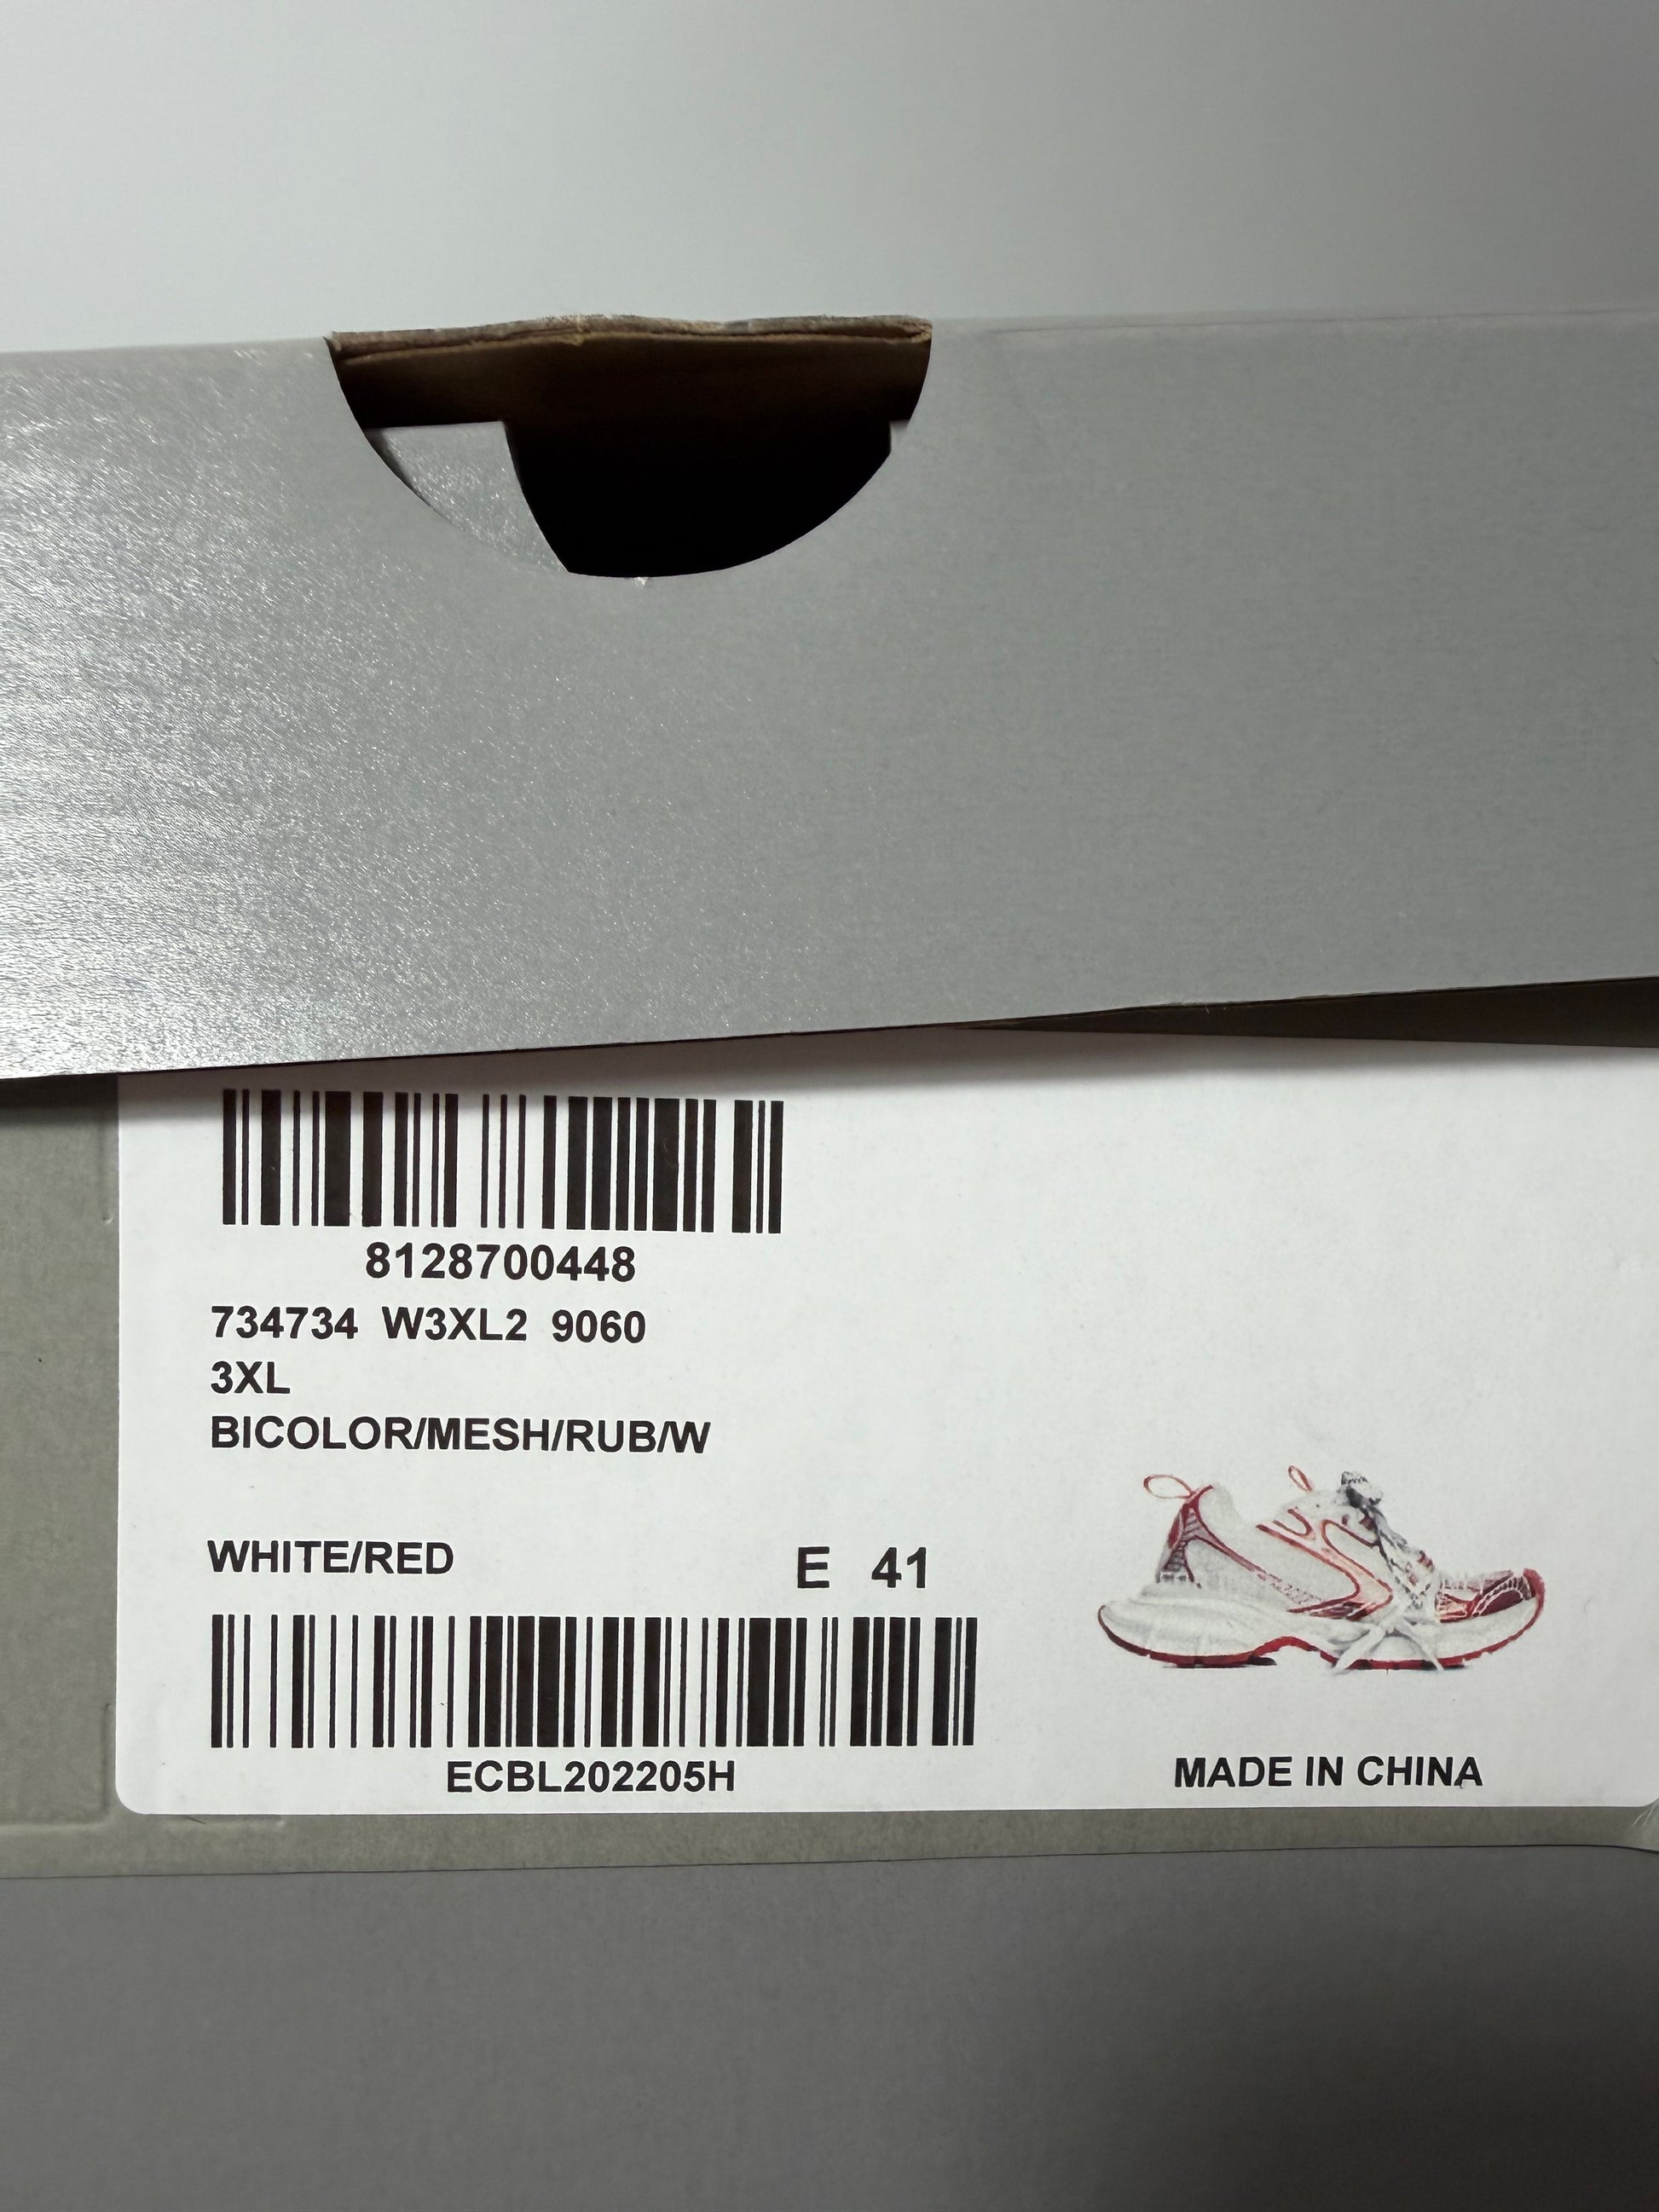 8128700448
734734 W3XL2 9060
3XL
BICOLOR/MESH/RUB/W
WHITE/RED E 41
ECBL202205H
MADE IN CHINA